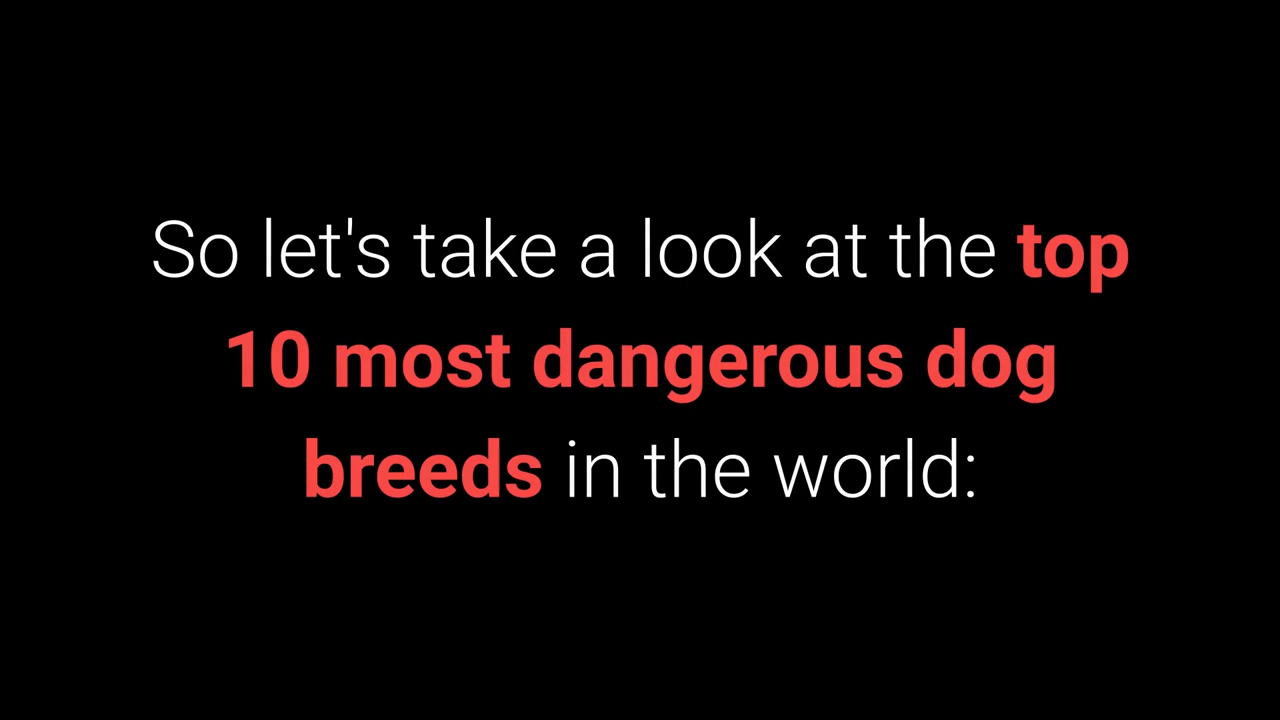 So let's take a look at the top
10 most dangerous dog
breeds in the world: